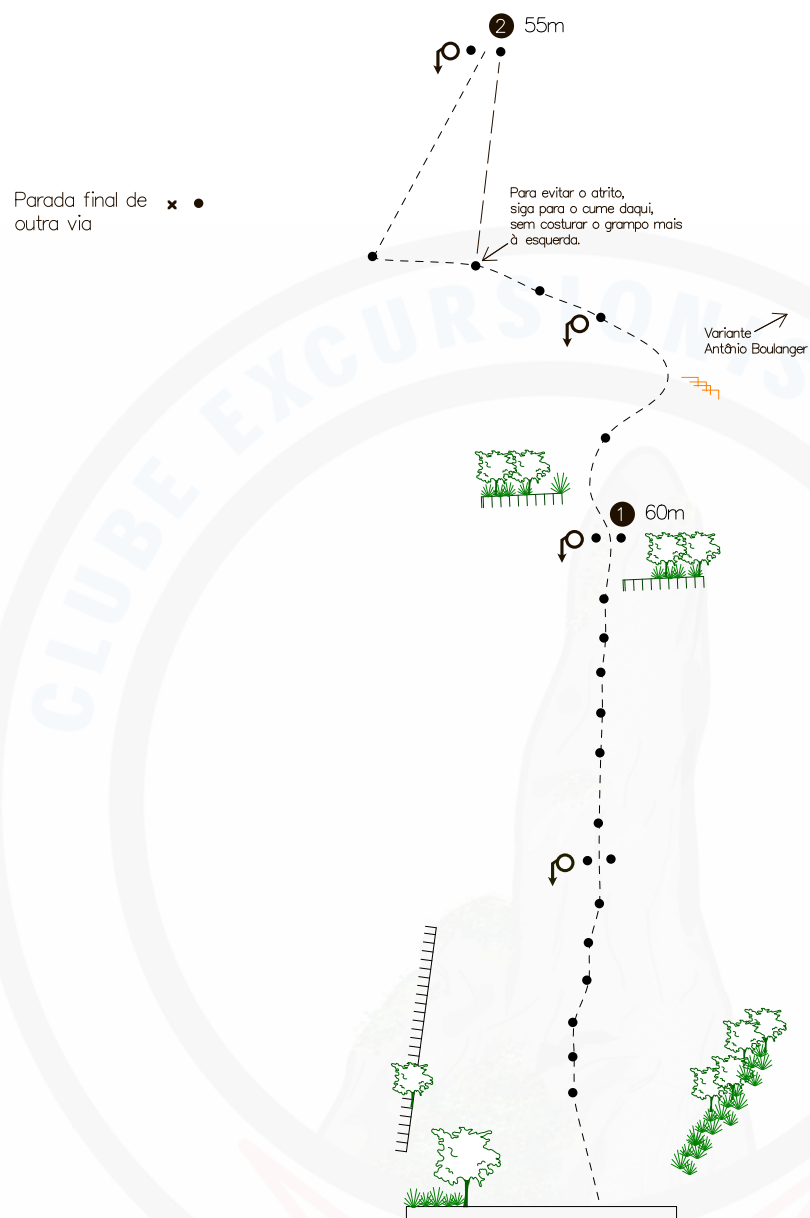 2 55m
Parada final de
outra via
Para evitar o atrito,
siga para o cume daqui,
sem costurar o grampo mais
à esquerda.
Variante
Antônio Boulanger
1 60m
CLUBE EXCURSIONIS